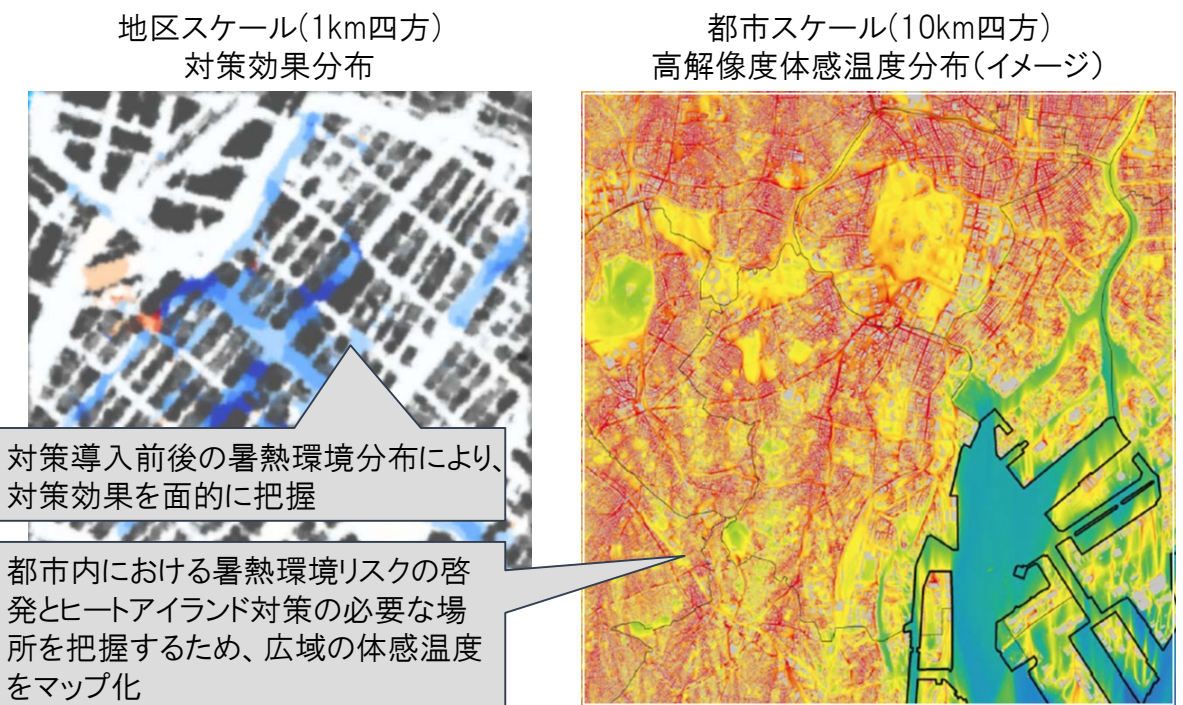 地区スケール(1km四方)
対策効果分布
都市スケール(10km四方)
高解像度体感温度分布(イメージ)
対策導入前後の暑熱環境分布により、
対策効果を面的に把握
都市内における暑熱環境リスクの啓
発とヒートアイランド対策の必要な場
所を把握するため、広域の体感温度
をマップ化